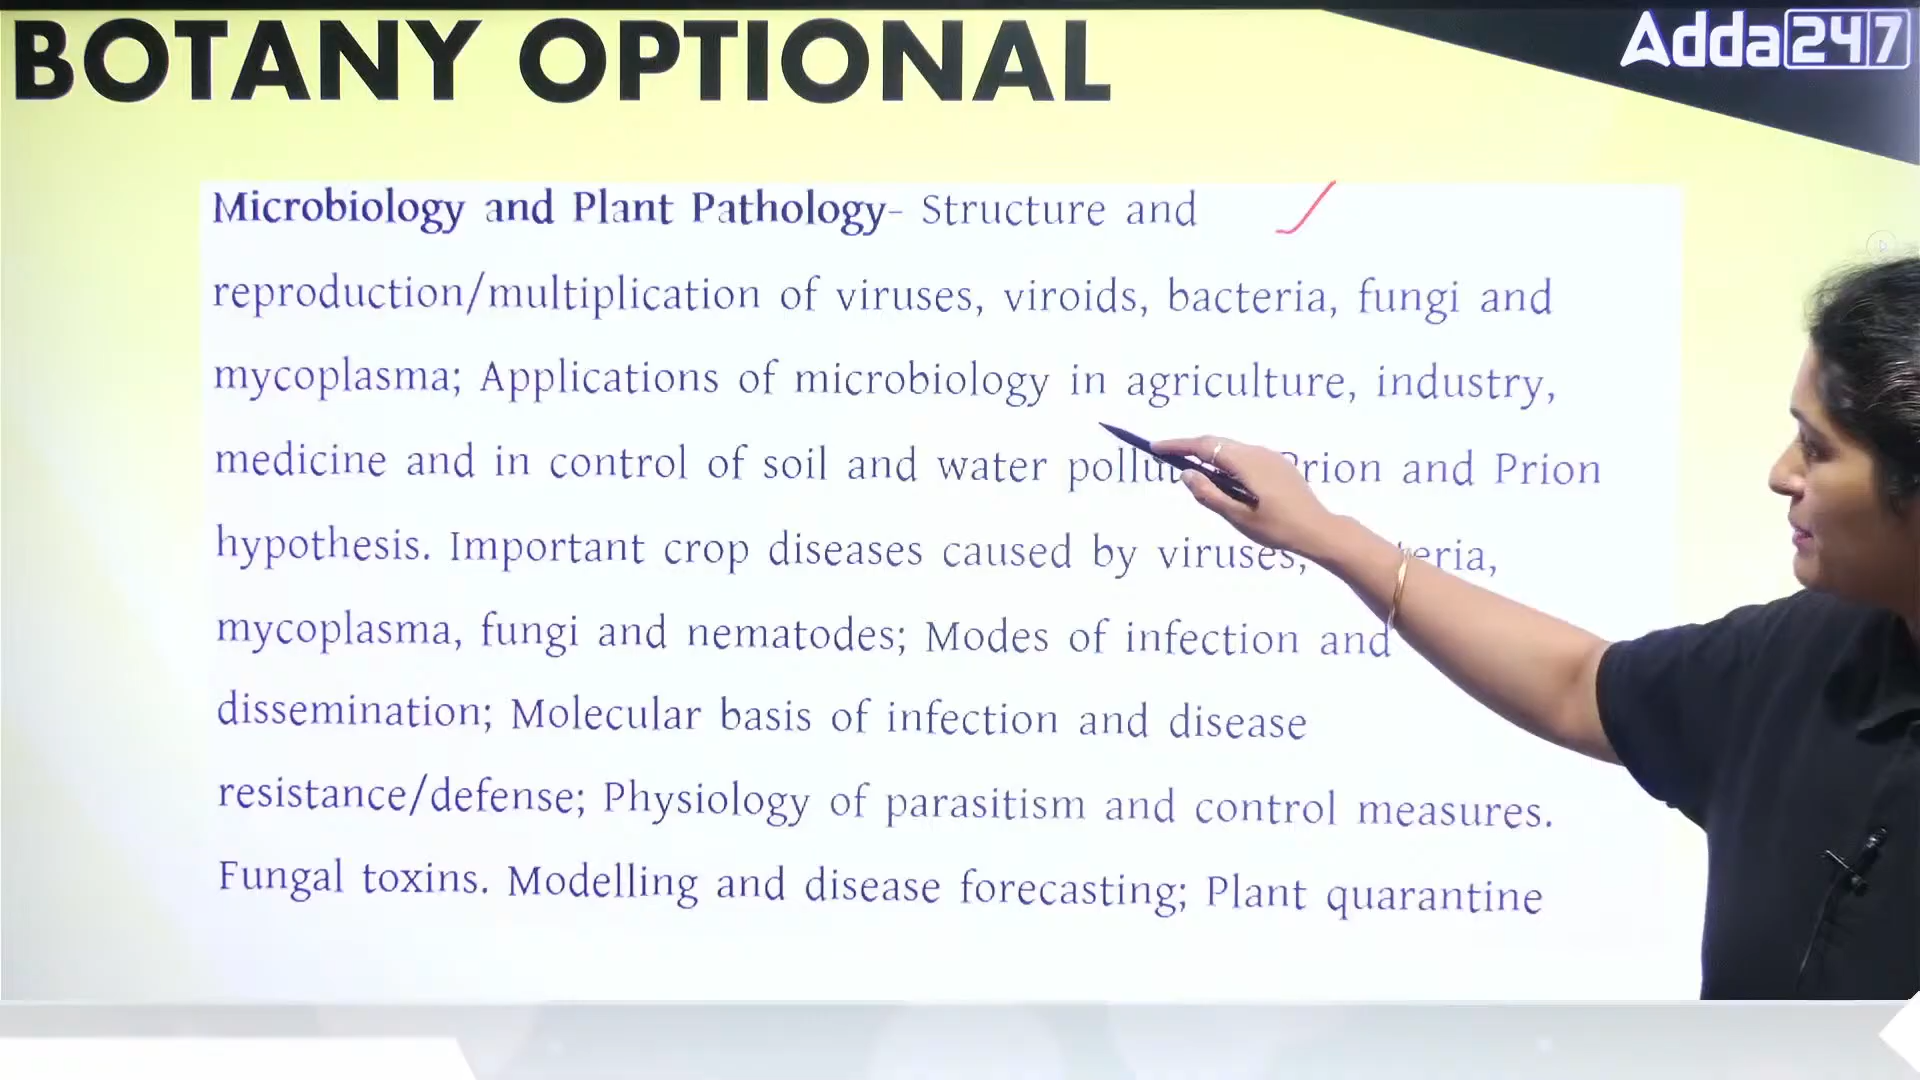 BOTANY OPTIONAL
Adda247
Microbiology and Plant Pathology- Structure and
reproduction/multiplication of viruses, viroids, bacteria, fungi and
mycoplasma; Applications of microbiology in agriculture, industry,
medicine and in control of soil and water Prion and Prion
hypothesis. Important crop diseases caused by viruses,
mycoplasma, fungi and nematodes; Modes of infection and
dissemination; Molecular basis of infection and disease
resistance/defense; Physiology of parasitism and control measures.
Fungal toxins. Modelling and disease forecasting; Plant quarantine